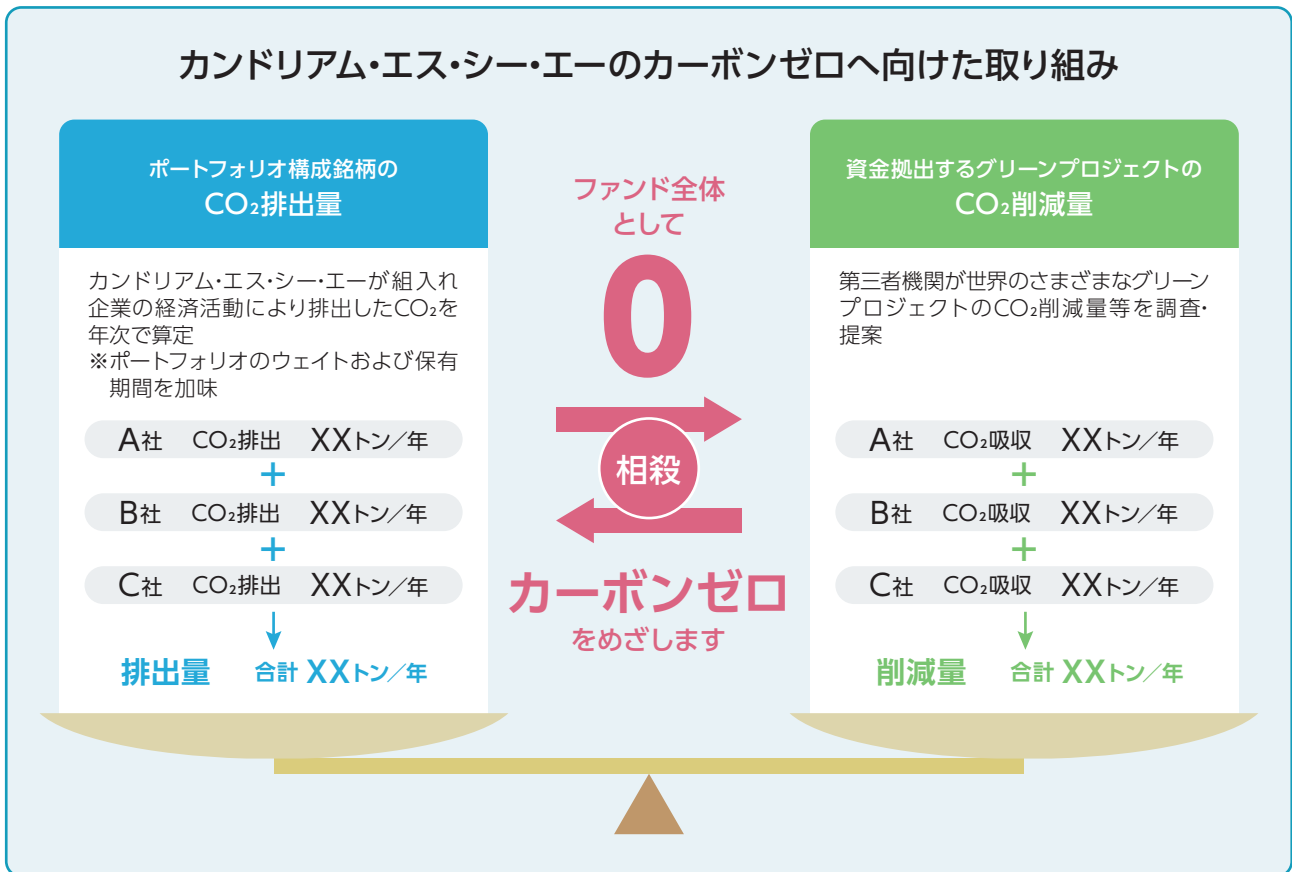 カンドリアム・エス・シー・エーのカーボンゼロへ向けた取り組み
ポートフォリオ構成銘柄の
CO₂排出量
カンドリアム・エス・シー・エーが組入れ
企業の経済活動により排出したCO₂を
年次で算定
※ポートフォリオのウェイトおよび保有
期間を加味
A社 CO₂排出 XXトン／年
+
B社 CO₂排出 XXトン／年
+
C社 CO₂排出 XXトン／年
↓
排出量 合計 XXトン／年
ファンド全体
として
0
相殺
カーボンゼロ
をめざします
資金拠出するグリーンプロジェクトの
CO₂削減量
第三者機関が世界のさまざまなグリーン
プロジェクトのCO₂削減量等を調査・
提案
A社 CO₂吸収 XXトン／年
+
B社 CO₂吸収 XXトン／年
+
C社 CO₂吸収 XXトン／年
↓
削減量 合計 XXトン／年